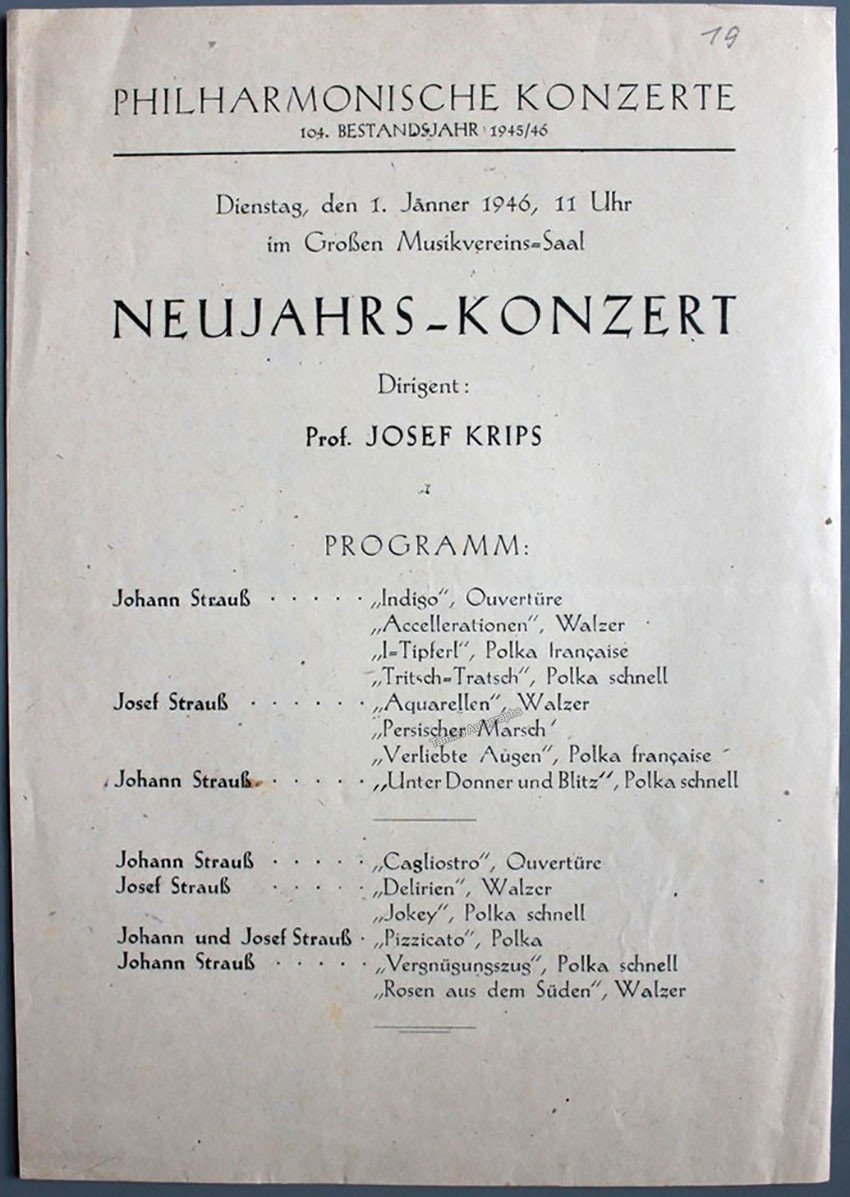 19
PHILHARMONISCHE KONZERTE
104. BESTANDSJAHR 1945/46
Dienstag, den 1. Jänner 1946, 11 Uhr
im Großen Musikvereins=Saal
NEUJAHRS-KONZERT
Dirigent:
Prof. JOSEF KRIPS
PROGRAMM:
Johann Strauß · · · · · „Indigo“, Ouvertüre
„Accellerationen“, Walzer
„I=Tipferl“, Polka française
„Tritsch=Tratsch“, Polka schnell
Josef Strauß · · · · · · „Aquarellen“, Walzer
„Persischer Marsch‘
„Verliebte Augen“, Polka française
Johann Strauß · · · · · „Unter Donner und Blitz“, Polka schnell
Johann Strauß · · · · · „Cagliostro“, Ouvertüre
Josef Strauß · · · · · „Delirien“, Walzer
„Jokey“, Polka schnell
Johann und Josef Strauß · „Pizzicato“, Polka
Johann Strauß · · · · · „Vergnügungszug“, Polka schnell
„Rosen aus dem Süden“, Walzer
Tamino Autographs